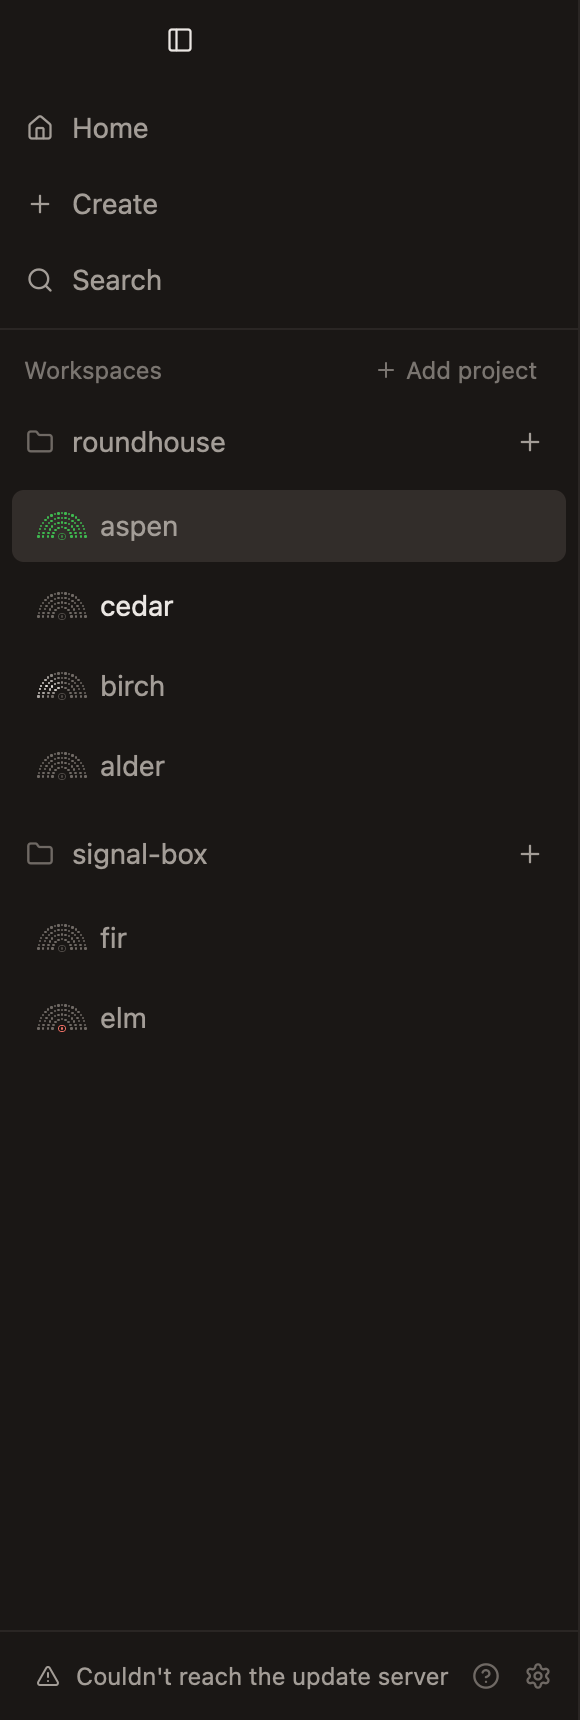 Home
Create
Search
Workspaces
Add project
roundhouse
aspen
cedar
birch
alder
signal-box
fir
elm
Couldn't reach the update server